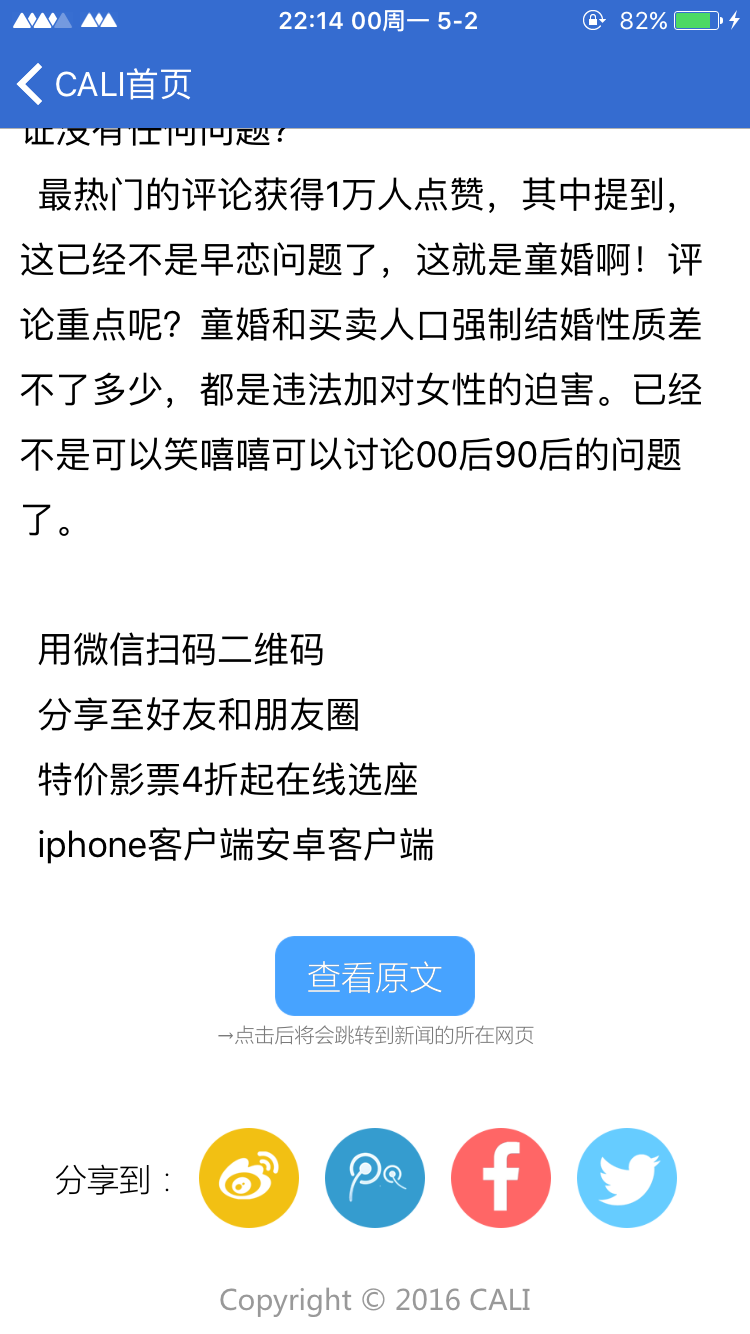 22:14 00周一 5-2
82%
CALI首页
证没有任何问题？
最热门的评论获得1万人点赞，其中提到，
这已经不是早恋问题了，这就是童婚啊！评
论重点呢？童婚和买卖人口强制结婚性质差
不了多少，都是违法加对女性的迫害。已经
不是可以笑嘻嘻可以讨论00后90后的问题
了。
用微信扫码二维码
分享至好友和朋友圈
特价影票4折起在线选座
iphone客户端安卓客户端
查看原文
→点击后将会跳转到新闻的所在网页
分享到：
Copyright © 2016 CALI